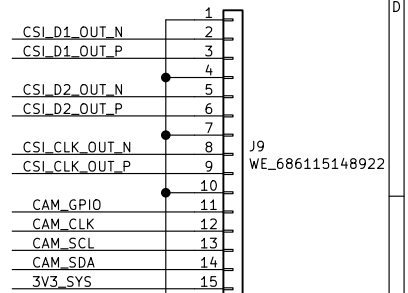 D
1
CSI_D1_OUT_N 2
CSI_D1_OUT_P 3
4
CSI_D2_OUT_N 5
CSI_D2_OUT_P 6
7
CSI_CLK_OUT_N 8 J9
CSI_CLK_OUT_P 9 WE_686115148922
10
CAM_GPIO 11
CAM_CLK 12
CAM_SCL 13
CAM_SDA 14
3V3_SYS 15